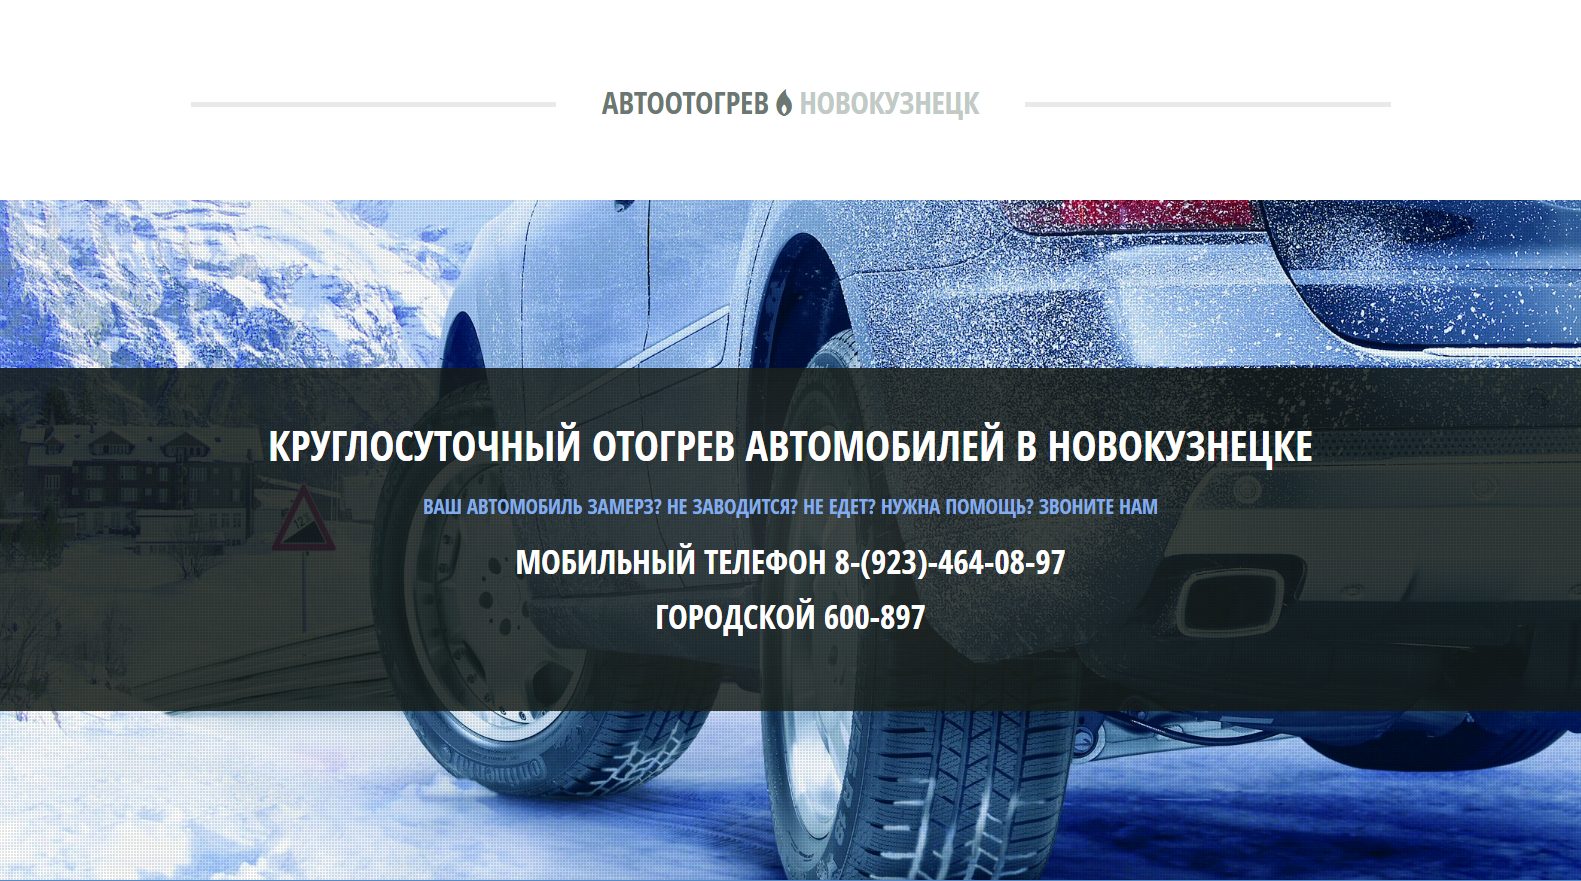 АВТООТОГРЕВ НОВОКУЗНЕЦК
КРУГЛОСУТОЧНЫЙ ОТОГРЕВ АВТОМОБИЛЕЙ В НОВОКУЗНЕЦКЕ
ВАШ АВТОМОБИЛЬ ЗАМЕРЗ? НЕ ЗАВОДИТСЯ? НЕ ЕДЕТ? НУЖНА ПОМОЩЬ? ЗВОНИТЕ НАМ
МОБИЛЬНЫЙ ТЕЛЕФОН 8-(923)-464-08-97
ГОРОДСКОЙ 600-897